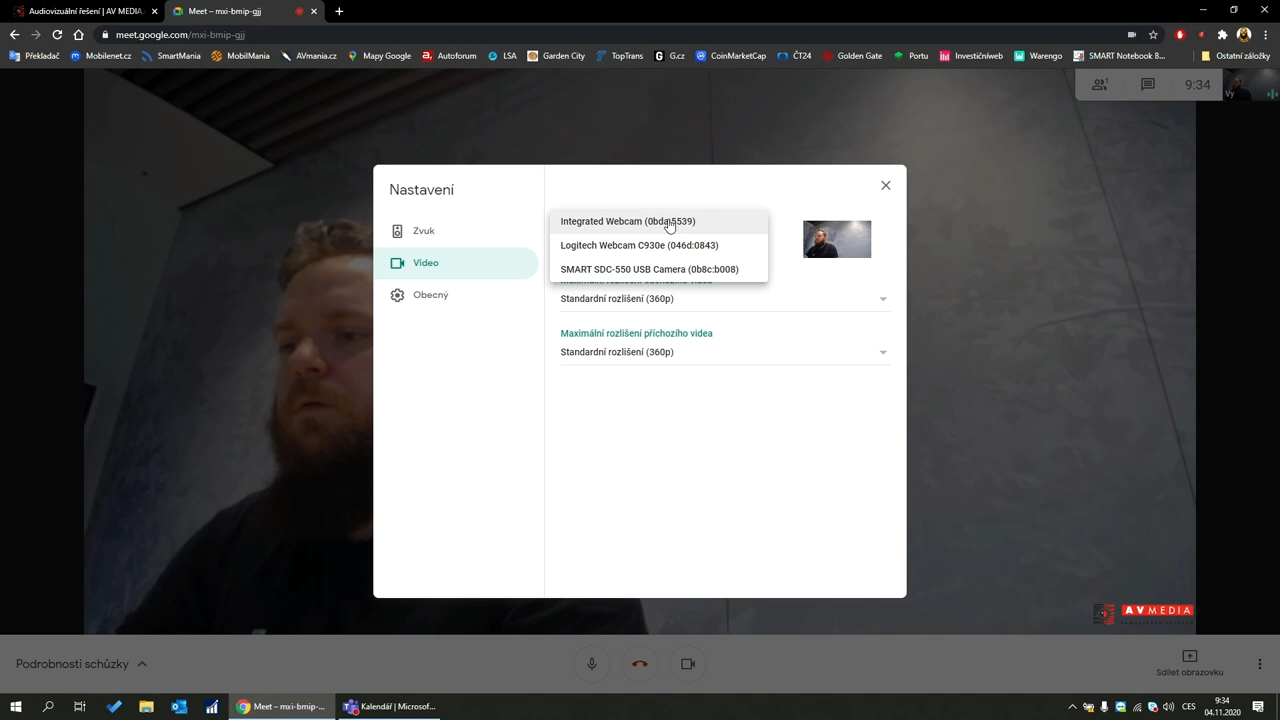 Audiovizuální řešení | AV MEDIA
Meet – mxi-bmip-gjj
meet.google.com/mxi-bmip-gjj
Překladač
Mobilenet.cz
SmartMania
AVmania.cz
Mapy Google
Autoforum
LSA
Garden City
TopTrans
G.cz
CoinMarketCap
ČT24
Golden Gate
Portu
Investičníweb
Warengo
SMART Notebook B...
Ostatní záložky
1
9:34
Vy
Nastavení
Zvuk
Video
Obecný
Integrated Webcam (0bda:5539)
Logitech Webcam C930e (046d:0843)
SMART SDC-550 USB Camera (0b8c:b008)
Standardní rozlišení (360p)
Maximální rozlišení příchozího videa
Standardní rozlišení (360p)
AVMEDIA
Podrobnosti schůzky
Sdílet obrazovku
Meet – mxi-bmip-...
Kalendář | Microsof...
CES
9:34
04.11.2020